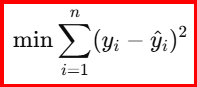 min ∑_{i=1}^{n} (y_i − ŷ_i)^2